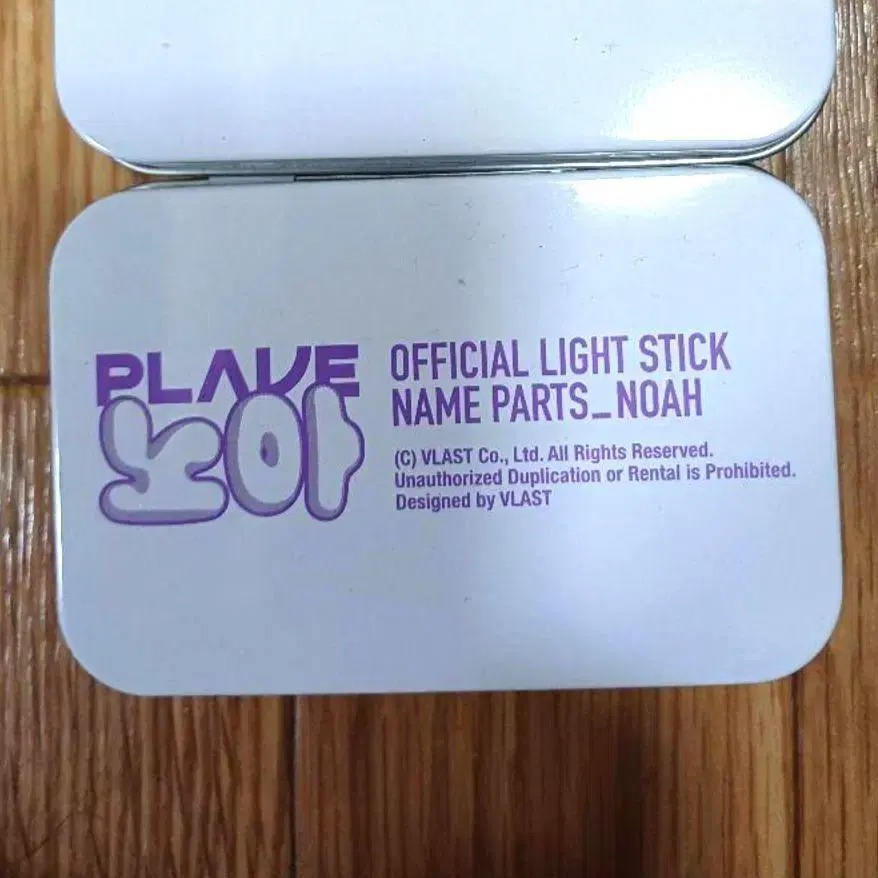 PLAVE
노아
OFFICIAL LIGHT STICK
NAME PARTS_NOAH
(C) VLAST Co., Ltd. All Rights Reserved.
Unauthorized Duplication or Rental is Prohibited.
Designed by VLAST